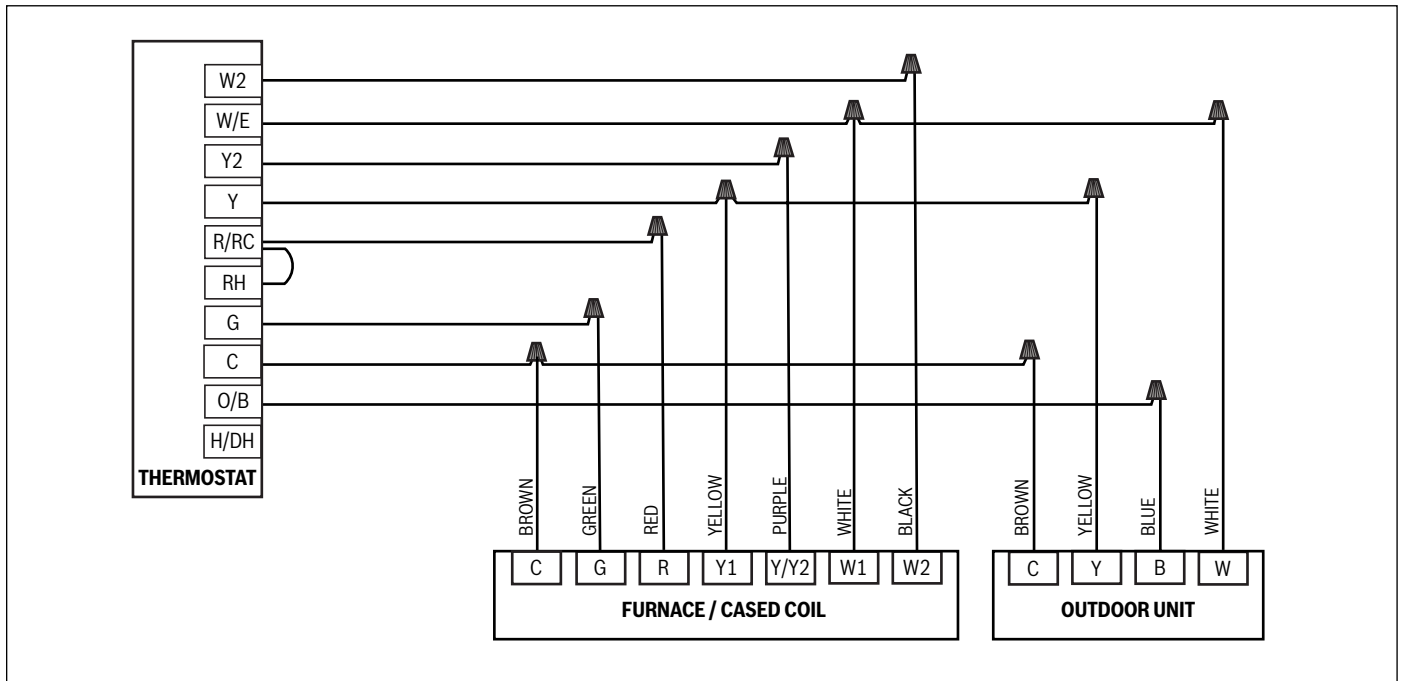 W2
W/E
Y2
Y
R/RC
RH
G
C
O/B
H/DH
THERMOSTAT
BROWN
GREEN
RED
YELLOW
PURPLE
WHITE
BLACK
BROWN
YELLOW
BLUE
WHITE
C G R Y1 Y/Y2 W1 W2
C Y B W
FURNACE / CASED COIL
OUTDOOR UNIT